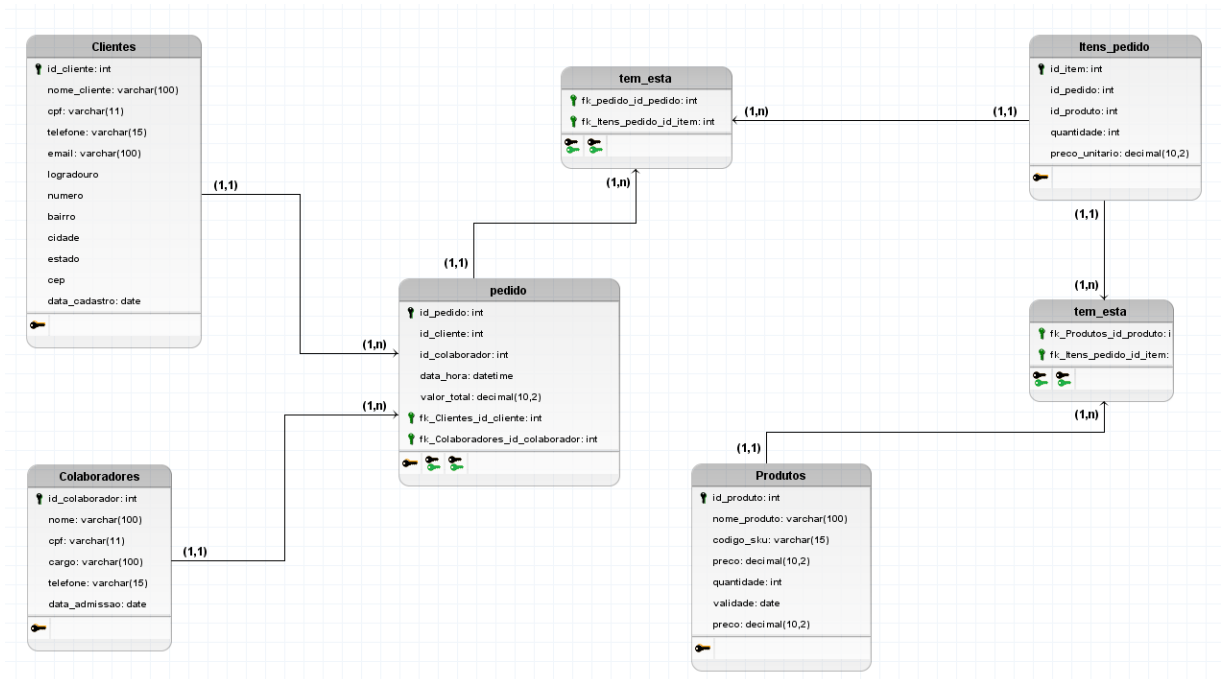 Clientes
id_cliente: int
nome_cliente: varchar(100)
cpf: varchar(11)
telefone: varchar(15)
email: varchar(100)
logradouro
numero
bairro
cidade
estado
cep
data_cadastro: date
(1,1)
(1,n)
tem_esta
fk_pedido_id_pedido: int
fk_Itens_pedido_id_item: int
(1,n)
(1,1)
(1,n)
(1,1)
Itens_pedido
id_item: int
id_pedido: int
id_produto: int
quantidade: int
preco_unitario: decimal(10,2)
(1,1)
(1,n)
pedido
id_pedido: int
id_cliente: int
id_colaborador: int
data_hora: datetime
valor_total: decimal(10,2)
fk_Clientes_id_cliente: int
fk_Colaboradores_id_colaborador: int
tem_esta
fk_Produtos_id_produto: i
fk_Itens_pedido_id_item:
(1,n)
(1,1)
Colaboradores
id_colaborador: int
nome: varchar(100)
cpf: varchar(11)
cargo: varchar(100)
telefone: varchar(15)
data_admissao: date
(1,1)
(1,n)
Produtos
id_produto: int
nome_produto: varchar(100)
codigo_sku: varchar(15)
preco: decimal(10,2)
quantidade: int
validade: date
preco: decimal(10,2)